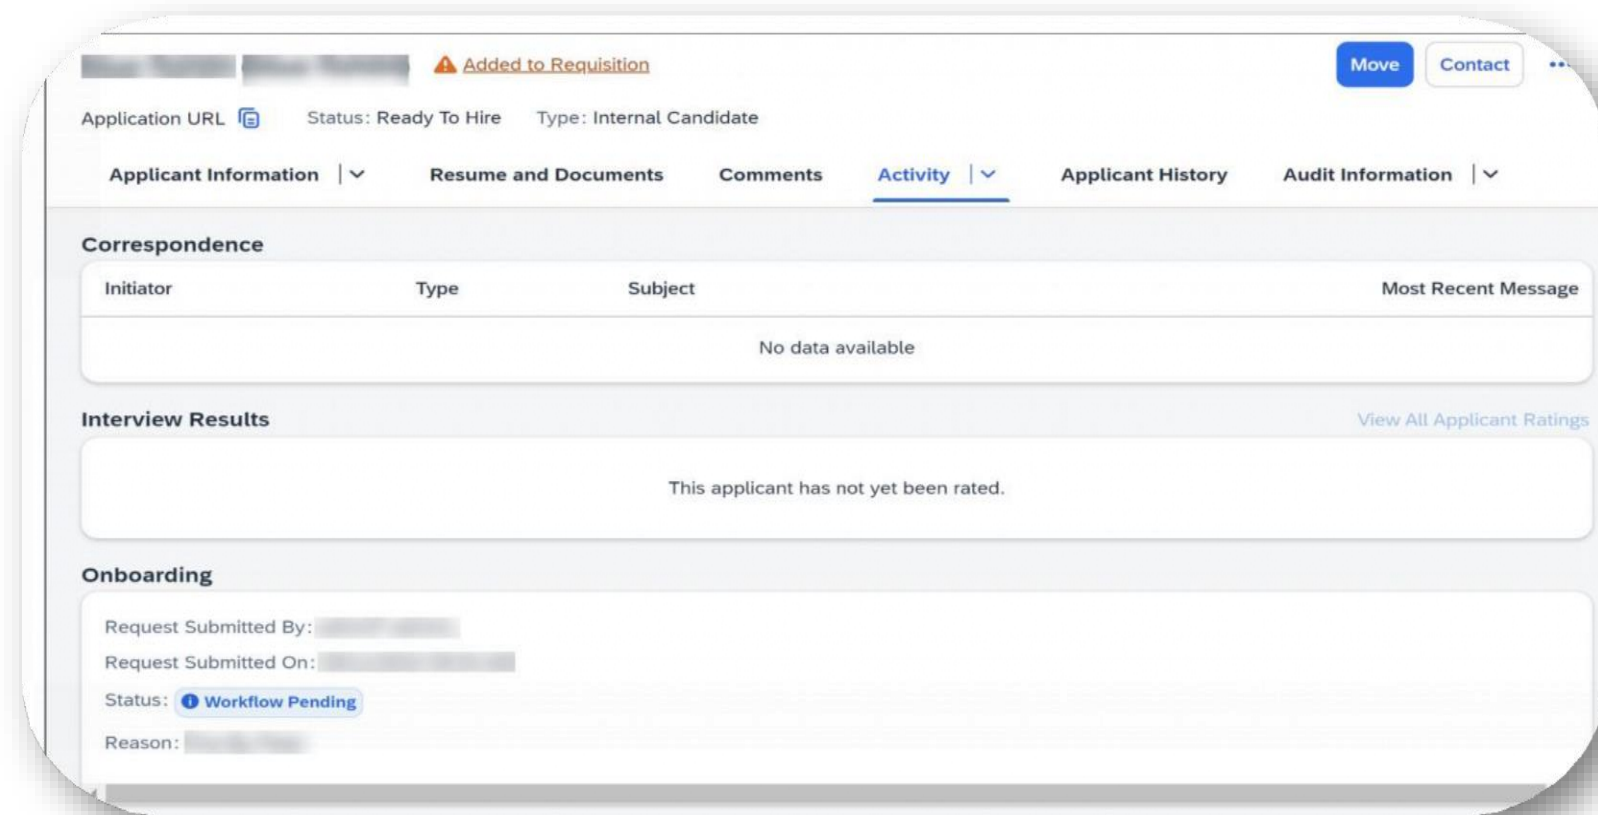 Added to Requisition Move Contact
Application URL Status: Ready To Hire Type: Internal Candidate
Applicant Information Resume and Documents Comments Activity Applicant History Audit Information
Correspondence
Initiator Type Subject Most Recent Message
No data available
Interview Results View All Applicant Ratings
This applicant has not yet been rated.
Onboarding
Request Submitted By:
Request Submitted On:
Status: Workflow Pending
Reason: